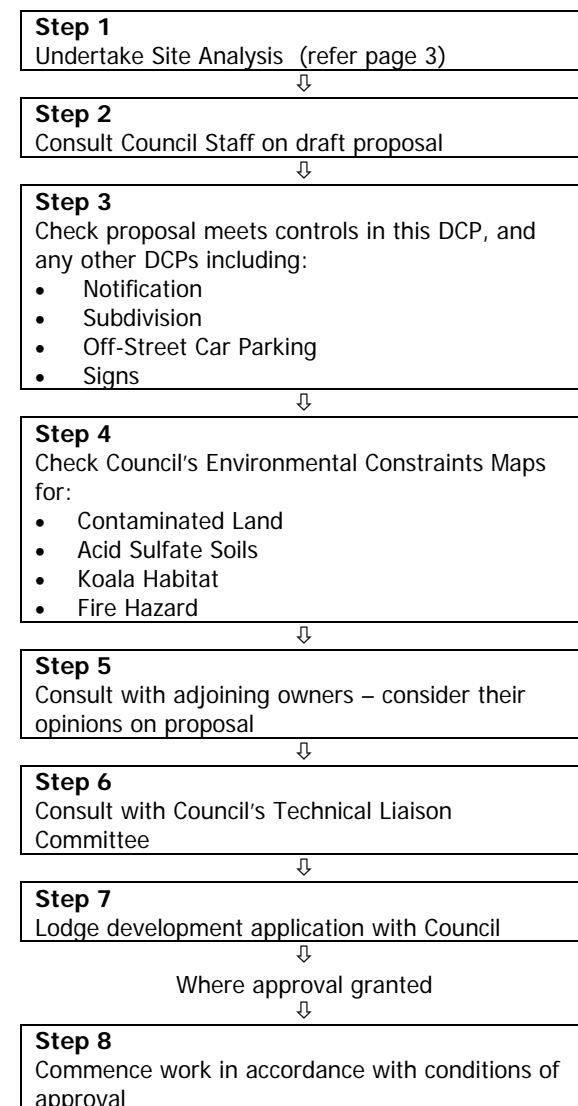 Step 1
Undertake Site Analysis  (refer page 3)
⇩
Step 2
Consult Council Staff on draft proposal
⇩
Step 3
Check proposal meets controls in this DCP, and
any other DCPs including:
• Notification
• Subdivision
• Off-Street Car Parking
• Signs
⇩
Step 4
Check Council’s Environmental Constraints Maps
for:
• Contaminated Land
• Acid Sulfate Soils
• Koala Habitat
• Fire Hazard
⇩
Step 5
Consult with adjoining owners – consider their
opinions on proposal
⇩
Step 6
Consult with Council’s Technical Liaison
Committee
⇩
Step 7
Lodge development application with Council
⇩
Where approval granted
⇩
Step 8
Commence work in accordance with conditions of
approval